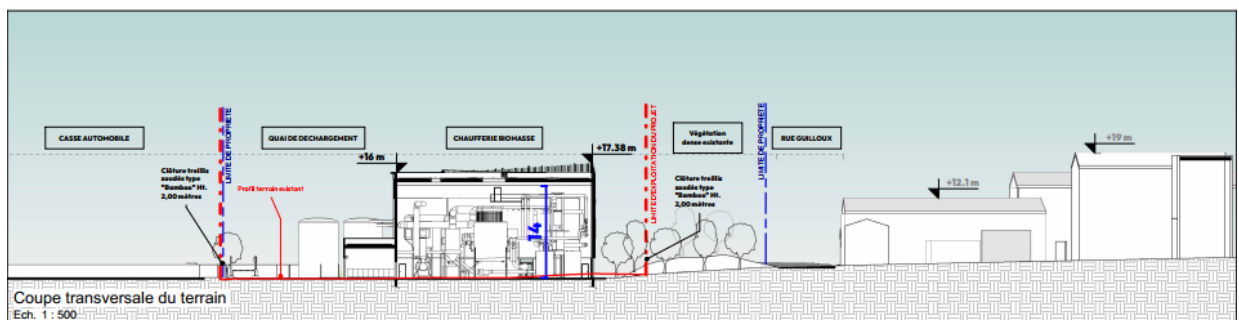 CASSE AUTOMOBILE
LIMITE DE PROPRIETE
QUAI DE DECHARGEMENT
CHAUFFERIE BIOMASSE
LIMITE D'EXPLOITATION DU PROJET
Végétation
dense existante
LIMITE DE PROPRIETE
RUE GUILLOUX
+19 m
+16 m
+17.38 m
Clôture treillis
soudés type
"Bamboo" Ht.
2,00 mètres
Profil terrain existant
Clôture treillis
soudés type
"Bamboo" Ht.
2,00 mètres
+12.1 m
14
Coupe transversale du terrain
Ech. 1 : 500